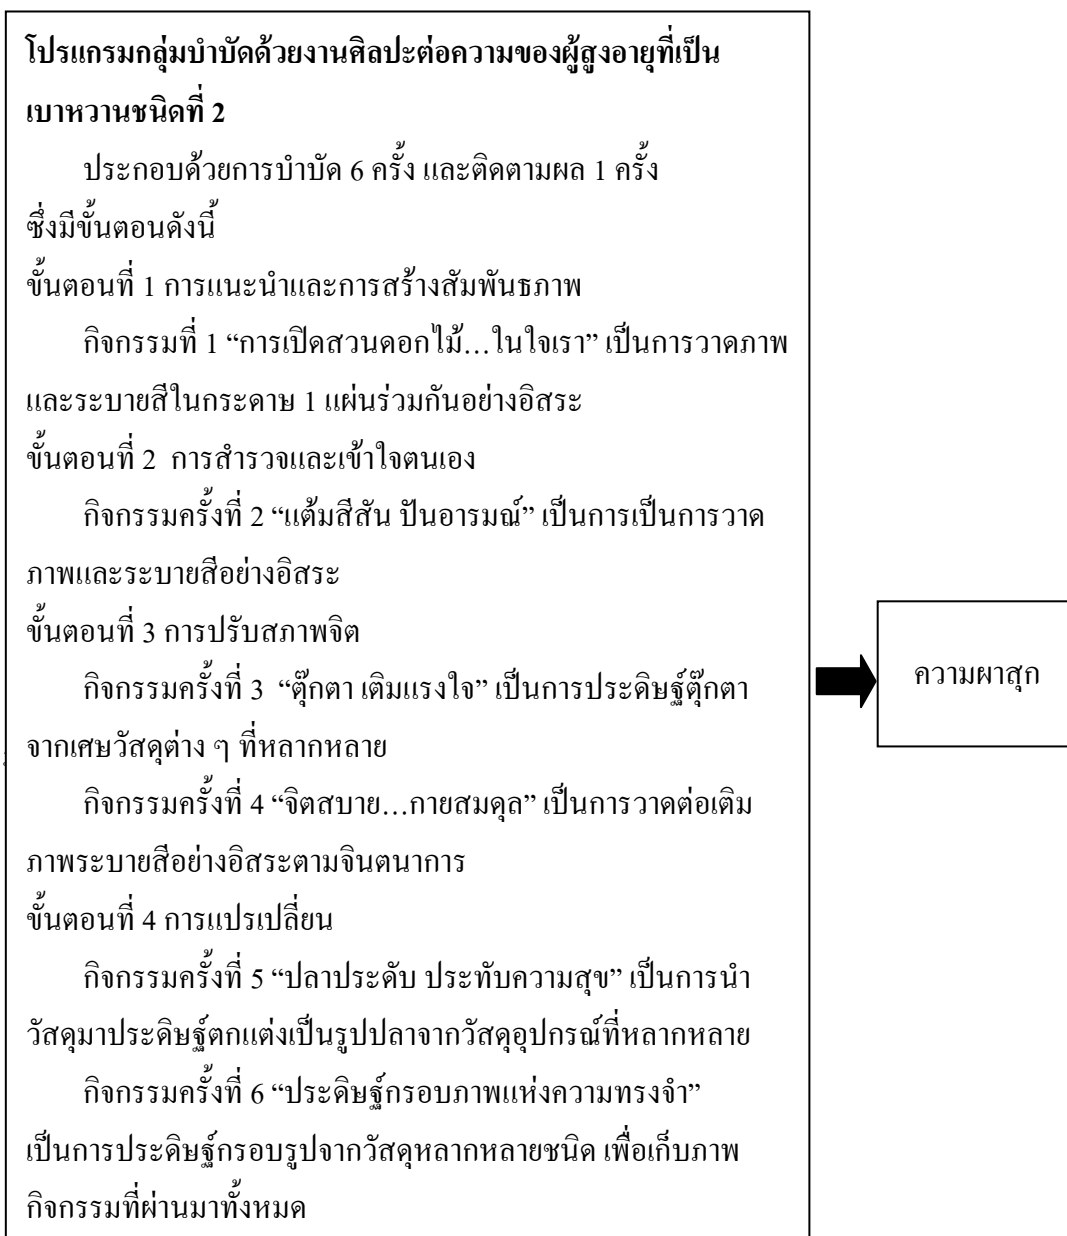 โปรแกรมกลุ่มบำบัดด้วยงานศิลปะต่อความของผู้สูงอายุที่เป็น
เบาหวานชนิดที่ 2
ประกอบด้วยการบำบัด 6 ครั้ง และติดตามผล 1 ครั้ง
ซึ่งมีขั้นตอนดังนี้
ขั้นตอนที่ 1 การแนะนำและการสร้างสัมพันธภาพ
กิจกรรมที่ 1 “การเปิดสวนดอกไม้...ในใจเรา” เป็นการวาดภาพ
และระบายสีในกระดาษ 1 แผ่นร่วมกันอย่างอิสระ
ขั้นตอนที่ 2 การสำรวจและเข้าใจตนเอง
กิจกรรมครั้งที่ 2 “แต้มสีสัน ปันอารมณ์” เป็นการเป็นการวาด
ภาพและระบายสีอย่างอิสระ
ขั้นตอนที่ 3 การปรับสภาพจิต
กิจกรรมครั้งที่ 3 “ตุ๊กตา เติมแรงใจ” เป็นการประดิษฐ์ตุ๊กตา
จากเศษวัสดุต่าง ๆ ที่หลากหลาย
กิจกรรมครั้งที่ 4 “จิตสบาย...กายสมดุล” เป็นการวาดต่อเติม
ภาพระบายสีอย่างอิสระตามจินตนาการ
ขั้นตอนที่ 4 การแปรเปลี่ยน
กิจกรรมครั้งที่ 5 “ปลาประดับ ประทับความสุข” เป็นการนำ
วัสดุมาประดิษฐ์ตกแต่งเป็นรูปปลาจากวัสดุอุปกรณ์ที่หลากหลาย
กิจกรรมครั้งที่ 6 “ประดิษฐ์กรอบภาพแห่งความทรงจำ”
เป็นการประดิษฐ์กรอบรูปจากวัสดุหลากหลายชนิด เพื่อเก็บภาพ
กิจกรรมที่ผ่านมาทั้งหมด
ความผาสุก